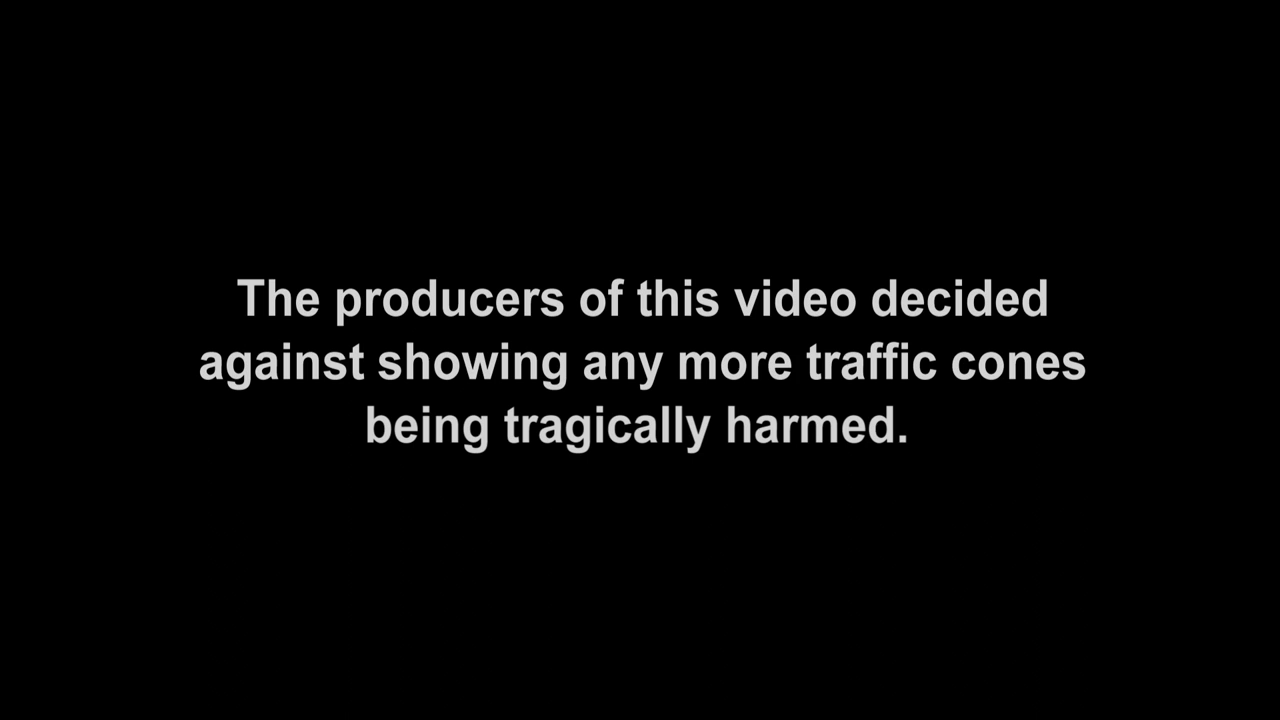 The producers of this video decided
against showing any more traffic cones
being tragically harmed.